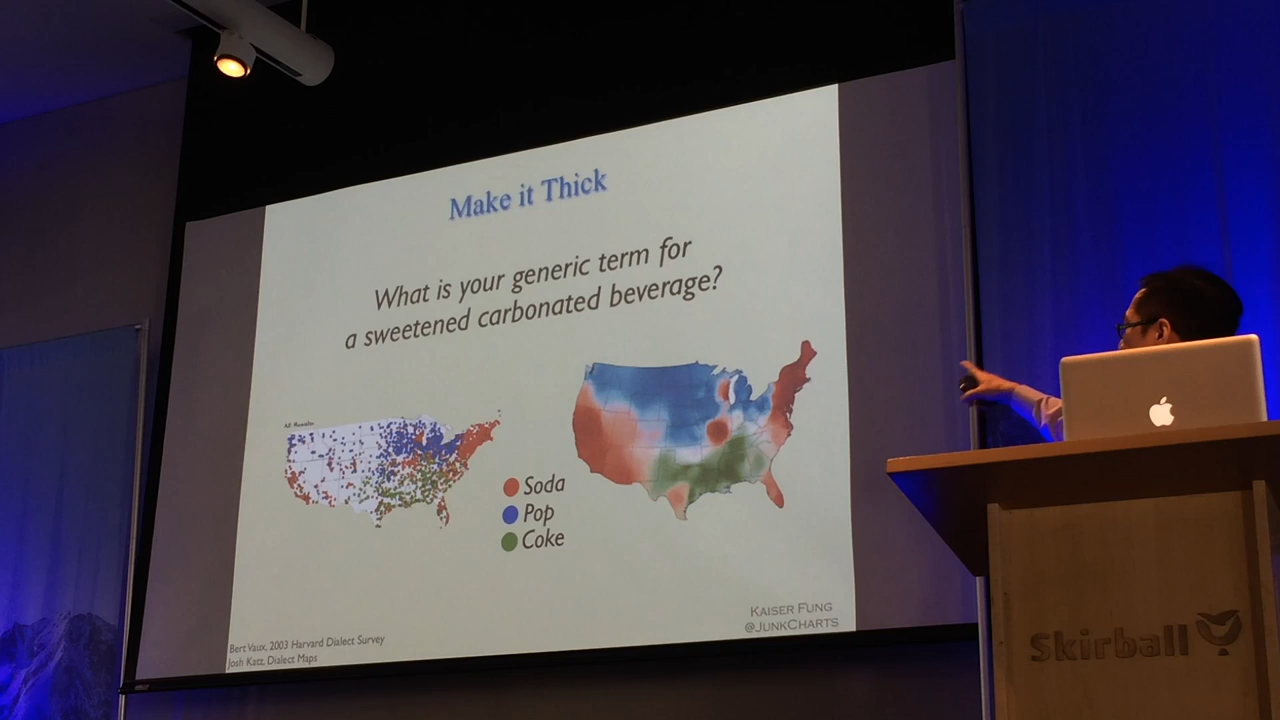 Make it Thick
What is your generic term for
a sweetened carbonated beverage?
All Results
Soda
Pop
Coke
KAISER FUNG
@JUNKCHARTS
Bert Vaux, 2003 Harvard Dialect Survey
Josh Katz, Dialect Maps
Skirball